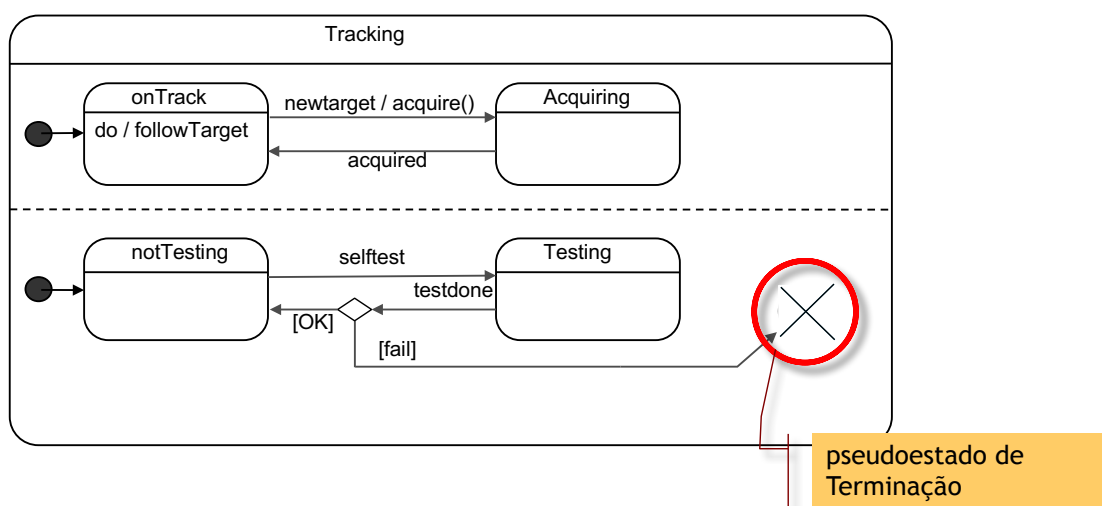 Tracking
onTrack
newtarget / acquire()
Acquiring
do / followTarget
acquired
notTesting
selftest
Testing
testdone
[OK]
[fail]
pseudoestado de
Terminação